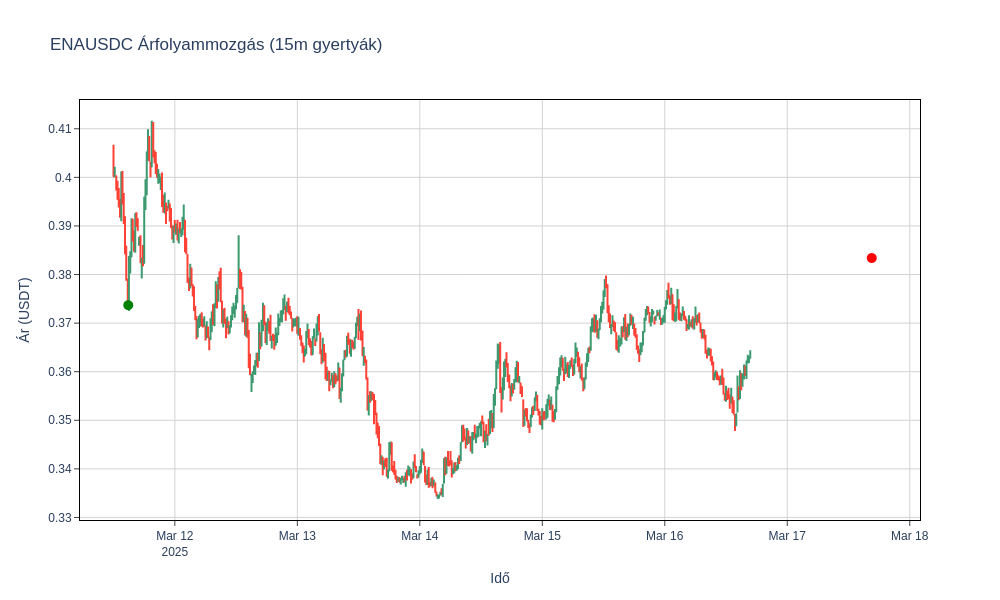 ENAUSDC Árfolyammozgás (15m gyertyák)
0.41
0.4
0.39
0.38
0.37
0.36
0.35
0.34
0.33
Ár (USDT)
Mar 12 Mar 13 Mar 14 Mar 15 Mar 16 Mar 17 Mar 18
2025
Idő